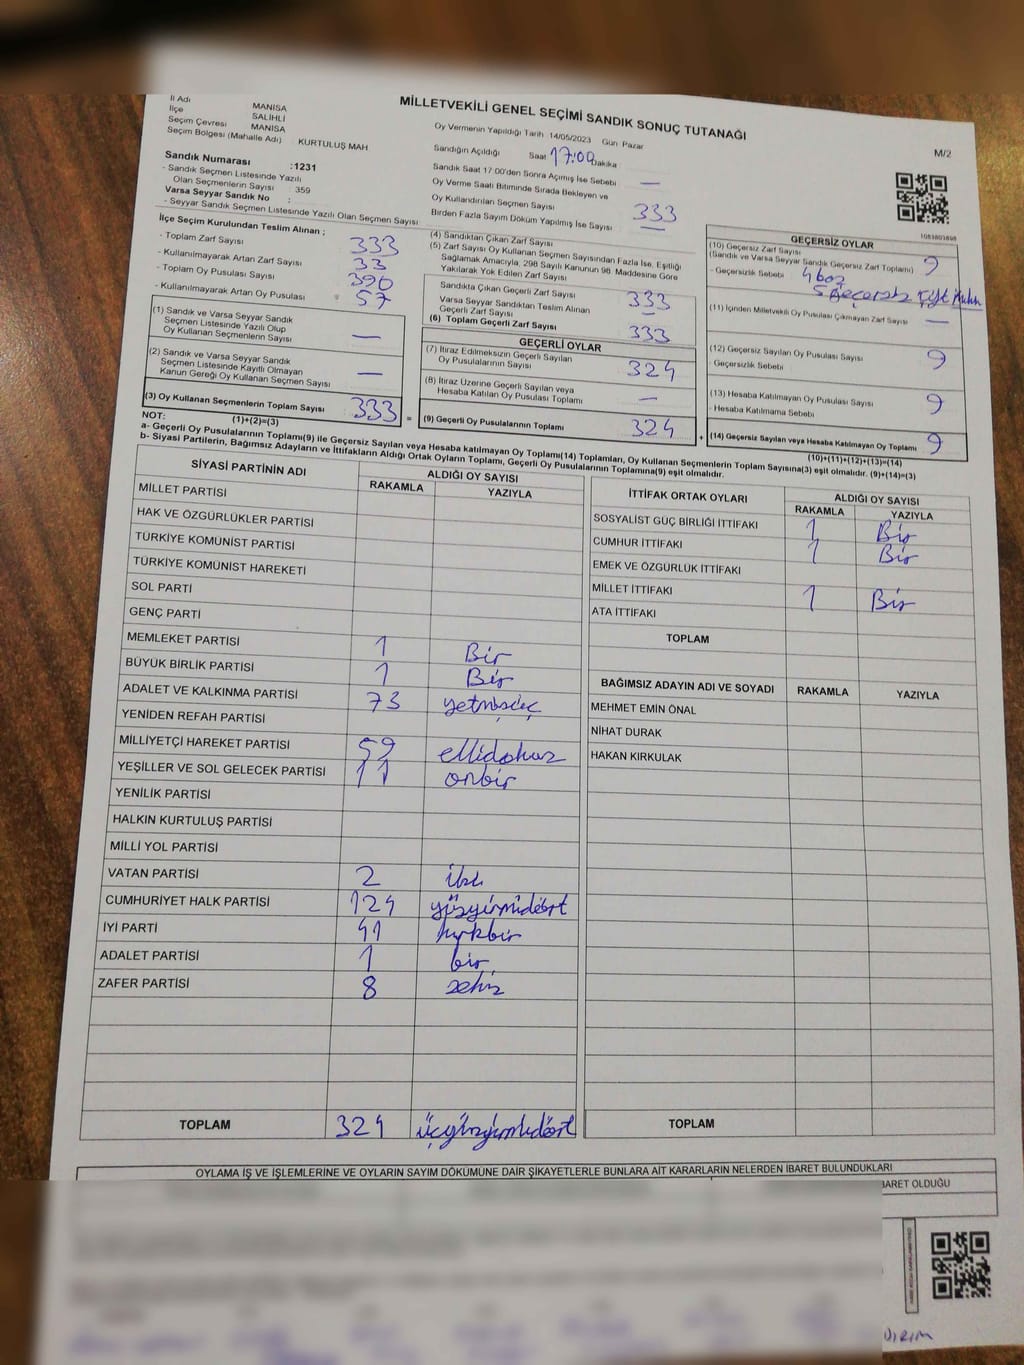 MİLLETVEKİLİ GENEL SEÇİMİ SANDIK SONUÇ TUTANAĞI
M/2
İl Adı MANİSA
İlçe SALİHLİ
Seçim Çevresi MANİSA
Seçim Bölgesi (Mahalle Adı) KURTULUŞ MAH
Sandık Numarası :1231
- Sandık Seçmen Listesinde Yazılı
Olan Seçmenlerin Sayısı : 359
Varsa Seyyar Sandık No :
- Seyyar Sandık Seçmen Listesinde Yazılı Olan Seçmen Sayısı
Oy Vermenin Yapıldığı Tarih 14/05/2023 Gün Pazar
Sandığın Açıldığı Saat 17:00 Dakika
Sandık Saat 17.00'den Sonra Açılmış İse Sebebi —
Oy Verme Saati Bitiminde Sırada Bekleyen ve
Oy Kullandırılan Seçmen Sayısı 333
Birden Fazla Sayım Döküm Yapılmış İse Sayısı —
İlçe Seçim Kurulundan Teslim Alınan ;
- Toplam Zarf Sayısı 333
- Kullanılmayarak Artan Zarf Sayısı 33
- Toplam Oy Pusulası Sayısı 390
- Kullanılmayarak Artan Oy Pusulası 57
(1) Sandık ve Varsa Seyyar Sandık
Seçmen Listesinde Yazılı Olup
Oy Kullanan Seçmenlerin Sayısı —
(2) Sandık ve Varsa Seyyar Sandık
Seçmen Listesinde Kayıtlı Olmayan
Kanun Gereği Oy Kullanan Seçmen Sayısı —
(3) Oy Kullanan Seçmenlerin Toplam Sayısı 333
(1)+(2)=(3)
(4) Sandıktan Çıkan Zarf Sayısı
(5) Zarf Sayısı Oy Kullanan Seçmen Sayısından Fazla İse, Eşitliği
Sağlamak Amacıyla, 298 Sayılı Kanunun 98. Maddesine Göre
Yakılarak Yok Edilen Zarf Sayısı
Sandıkta Çıkan Geçerli Zarf Sayısı 333
Varsa Seyyar Sandıktan Teslim Alınan
Geçerli Zarf Sayısı —
(6) Toplam Geçerli Zarf Sayısı 333
GEÇERLİ OYLAR
(7) İtiraz Edilmeksizin Geçerli Sayılan
Oy Pusulalarının Sayısı 324
(8) İtiraz Üzerine Geçerli Sayılan veya
Hesaba Katılan Oy Pusulası Toplamı —
= (9) Geçerli Oy Pusulalarının Toplamı 324 +
GEÇERSİZ OYLAR
(10) Geçersiz Zarf Sayısı
(Sandık ve Varsa Seyyar Sandık Geçersiz Zarf Toplamı) 9
- Geçersizlik Sebebi 4 boş
5 Geçersiz çift
(11) İçinden Milletvekili Oy Pusulası Çıkmayan Zarf Sayısı —
(12) Geçersiz Sayılan Oy Pusulası Sayısı 9
Geçersizlik Sebebi
(13) Hesaba Katılmayan Oy Pusulası Sayısı 9
- Hesaba Katılmama Sebebi
(14) Geçersiz Sayılan veya Hesaba Katılmayan Oy Toplamı 9
(10)+(11)+(12)+(13)=(14)
NOT:
a- Geçerli Oy Pusulalarının Toplamı(9) ile Geçersiz Sayılan veya Hesaba katılmayan Oy Toplamı(14) Toplamları, Oy Kullanan Seçmenlerin Toplam Sayısına(3) eşit olmalıdır. (9)+(14)=(3)
b- Siyasi Partilerin, Bağımsız Adayların ve İttifakların Aldığı Ortak Oyların Toplamı, Geçerli Oy Pusulalarının Toplamına(9) eşit olmalıdır.
SİYASİ PARTİNİN ADI ALDIĞI OY SAYISI
RAKAMLA YAZIYLA
MİLLET PARTİSİ
HAK VE ÖZGÜRLÜKLER PARTİSİ
TÜRKİYE KOMÜNİST PARTİSİ
TÜRKİYE KOMÜNİST HAREKETİ
SOL PARTİ
GENÇ PARTİ
MEMLEKET PARTİSİ 1 Bir
BÜYÜK BİRLİK PARTİSİ 1 Bir
ADALET VE KALKINMA PARTİSİ 73 yetmişüç
YENİDEN REFAH PARTİSİ
MİLLİYETÇİ HAREKET PARTİSİ 59 ellidokuz
YEŞİLLER VE SOL GELECEK PARTİSİ 11 onbir
YENİLİK PARTİSİ
HALKIN KURTULUŞ PARTİSİ
MİLLİ YOL PARTİSİ
VATAN PARTİSİ 2 iki
CUMHURİYET HALK PARTİSİ 124 yüzyirmidört
İYİ PARTİ 41 kırkbir
ADALET PARTİSİ 1 bir
ZAFER PARTİSİ 8 sekiz
TOPLAM 324 üçyüzyirmidört
İTTİFAK ORTAK OYLARI ALDIĞI OY SAYISI
RAKAMLA YAZIYLA
SOSYALİST GÜÇ BİRLİĞİ İTTİFAKI 1 Bir
CUMHUR İTTİFAKI 1 Bir
EMEK VE ÖZGÜRLÜK İTTİFAKI
MİLLET İTTİFAKI 1 Bir
ATA İTTİFAKI
TOPLAM
BAĞIMSIZ ADAYIN ADI VE SOYADI RAKAMLA YAZIYLA
MEHMET EMİN ÖNAL
NİHAT DURAK
HAKAN KIRKULAK
TOPLAM
OYLAMA İŞ VE İŞLEMLERİNE VE OYLARIN SAYIM DÖKÜMÜNE DAİR ŞİKAYETLERLE BUNLARA AİT KARARLARIN NELERDEN İBARET BULUNDUKLARI
BARET OLDUĞU